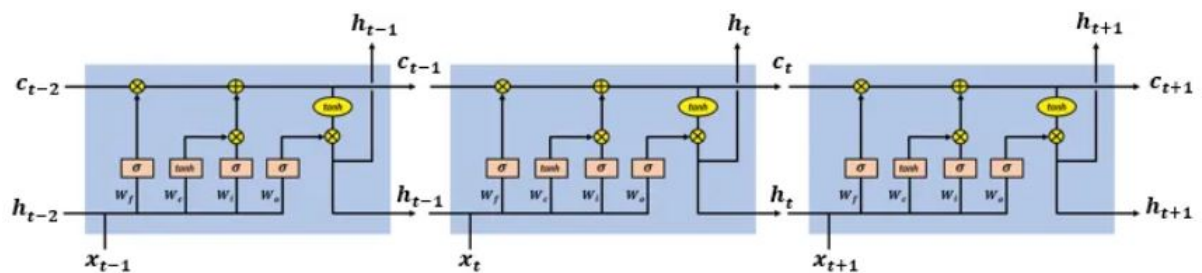 h_{t-1} h_t h_{t+1}
c_{t-2} c_{t-1} c_t c_{t+1}
tanh tanh tanh
σ tanh σ σ σ tanh σ σ σ tanh σ σ
W_f W_c W_i W_o W_f W_c W_i W_o W_f W_c W_i W_o
h_{t-2} h_{t-1} h_t h_{t+1}
x_{t-1} x_t x_{t+1}